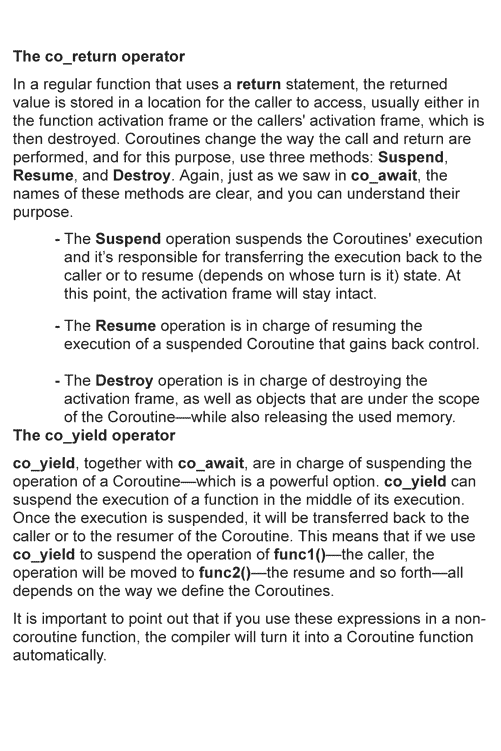 The co_return operator
In a regular function that uses a return statement, the returned
value is stored in a location for the caller to access, usually either in
the function activation frame or the callers' activation frame, which is
then destroyed. Coroutines change the way the call and return are
performed, and for this purpose, use three methods: Suspend,
Resume, and Destroy. Again, just as we saw in co_await, the
names of these methods are clear, and you can understand their
purpose.
- The Suspend operation suspends the Coroutines' execution
and it's responsible for transferring the execution back to the
caller or to resume (depends on whose turn is it) state. At
this point, the activation frame will stay intact.
- The Resume operation is in charge of resuming the
execution of a suspended Coroutine that gains back control.
- The Destroy operation is in charge of destroying the
activation frame, as well as objects that are under the scope
of the Coroutine—while also releasing the used memory.
The co_yield operator
co_yield, together with co_await, are in charge of suspending the
operation of a Coroutine—which is a powerful option. co_yield can
suspend the execution of a function in the middle of its execution.
Once the execution is suspended, it will be transferred back to the
caller or to the resumer of the Coroutine. This means that if we use
co_yield to suspend the operation of func1()—the caller, the
operation will be moved to func2()—the resume and so forth—all
depends on the way we define the Coroutines.
It is important to point out that if you use these expressions in a non-
coroutine function, the compiler will turn it into a Coroutine function
automatically.